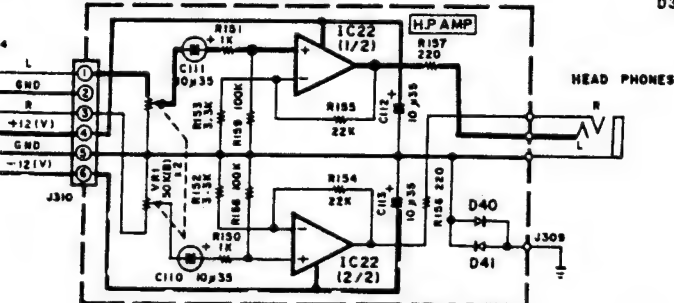 D3
H.P AMP
IC22
(1/2)
R151
1K
R157
220
C111
10µ35
+
−
HEAD PHONES
4
L
1
GND
2
R
3
+12(V)
4
GND
5
−12(V)
6
J310
R153
3.3K
R159
100K
R155
22K
C112
10µ35
R
L
VR1
50K(B)
×2
R152
3.3K
R158
100K
R154
22K
C113
10µ35
R156
220
D40
D41
J309
R150
1K
C110
10µ35
−
+
IC22
(2/2)